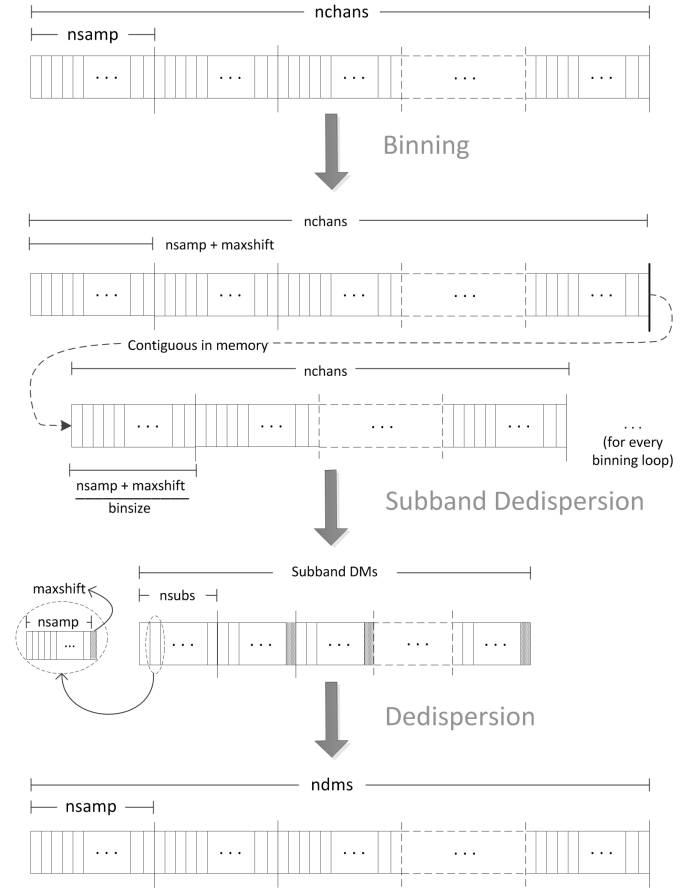 nchans
nsamp
. . .
. . .
. . .
. . .
. . .
Binning
nchans
nsamp + maxshift
. . .
. . .
. . .
. . .
. . .
Contiguous in memory
nchans
. . .
. . .
. . .
. . .
. . .
(for every
binning loop)
nsamp + maxshift
binsize
Subband Dedispersion
Subband DMs
maxshift
nsubs
nsamp
...
. . .
. . .
. . .
. . .
. . .
Dedispersion
ndms
nsamp
. . .
. . .
. . .
. . .
. . .